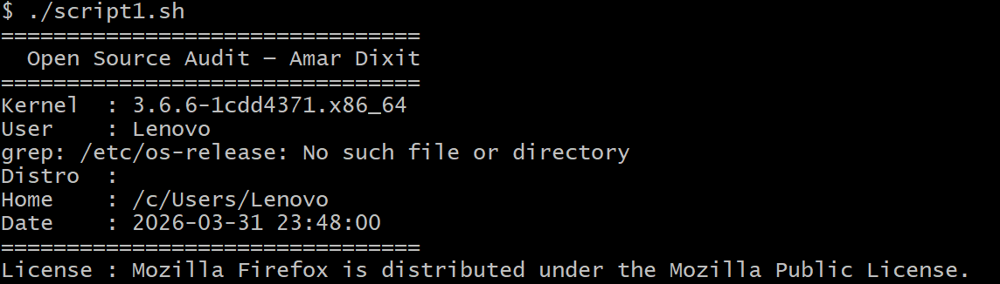 $ ./script1.sh
================================
  Open Source Audit — Amar Dixit
================================
Kernel  : 3.6.6-1cdd4371.x86_64
User    : Lenovo
grep: /etc/os-release: No such file or directory
Distro  :
Home    : /c/Users/Lenovo
Date    : 2026-03-31 23:48:00
================================
License : Mozilla Firefox is distributed under the Mozilla Public License.